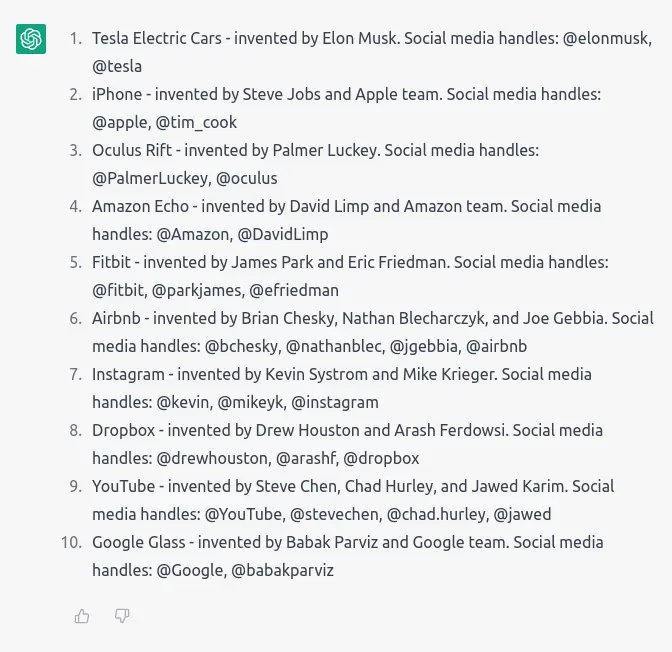 1. Tesla Electric Cars - invented by Elon Musk. Social media handles: @elonmusk,
@tesla
2. iPhone - invented by Steve Jobs and Apple team. Social media handles:
@apple, @tim_cook
3. Oculus Rift - invented by Palmer Luckey. Social media handles:
@PalmerLuckey, @oculus
4. Amazon Echo - invented by David Limp and Amazon team. Social media
handles: @Amazon, @DavidLimp
5. Fitbit - invented by James Park and Eric Friedman. Social media handles:
@fitbit, @parkjames, @efriedman
6. Airbnb - invented by Brian Chesky, Nathan Blecharczyk, and Joe Gebbia. Social
media handles: @bchesky, @nathanblec, @jgebbia, @airbnb
7. Instagram - invented by Kevin Systrom and Mike Krieger. Social media
handles: @kevin, @mikeyk, @instagram
8. Dropbox - invented by Drew Houston and Arash Ferdowsi. Social media
handles: @drewhouston, @arashf, @dropbox
9. YouTube - invented by Steve Chen, Chad Hurley, and Jawed Karim. Social
media handles: @YouTube, @stevechen, @chad.hurley, @jawed
10. Google Glass - invented by Babak Parviz and Google team. Social media
handles: @Google, @babakparviz